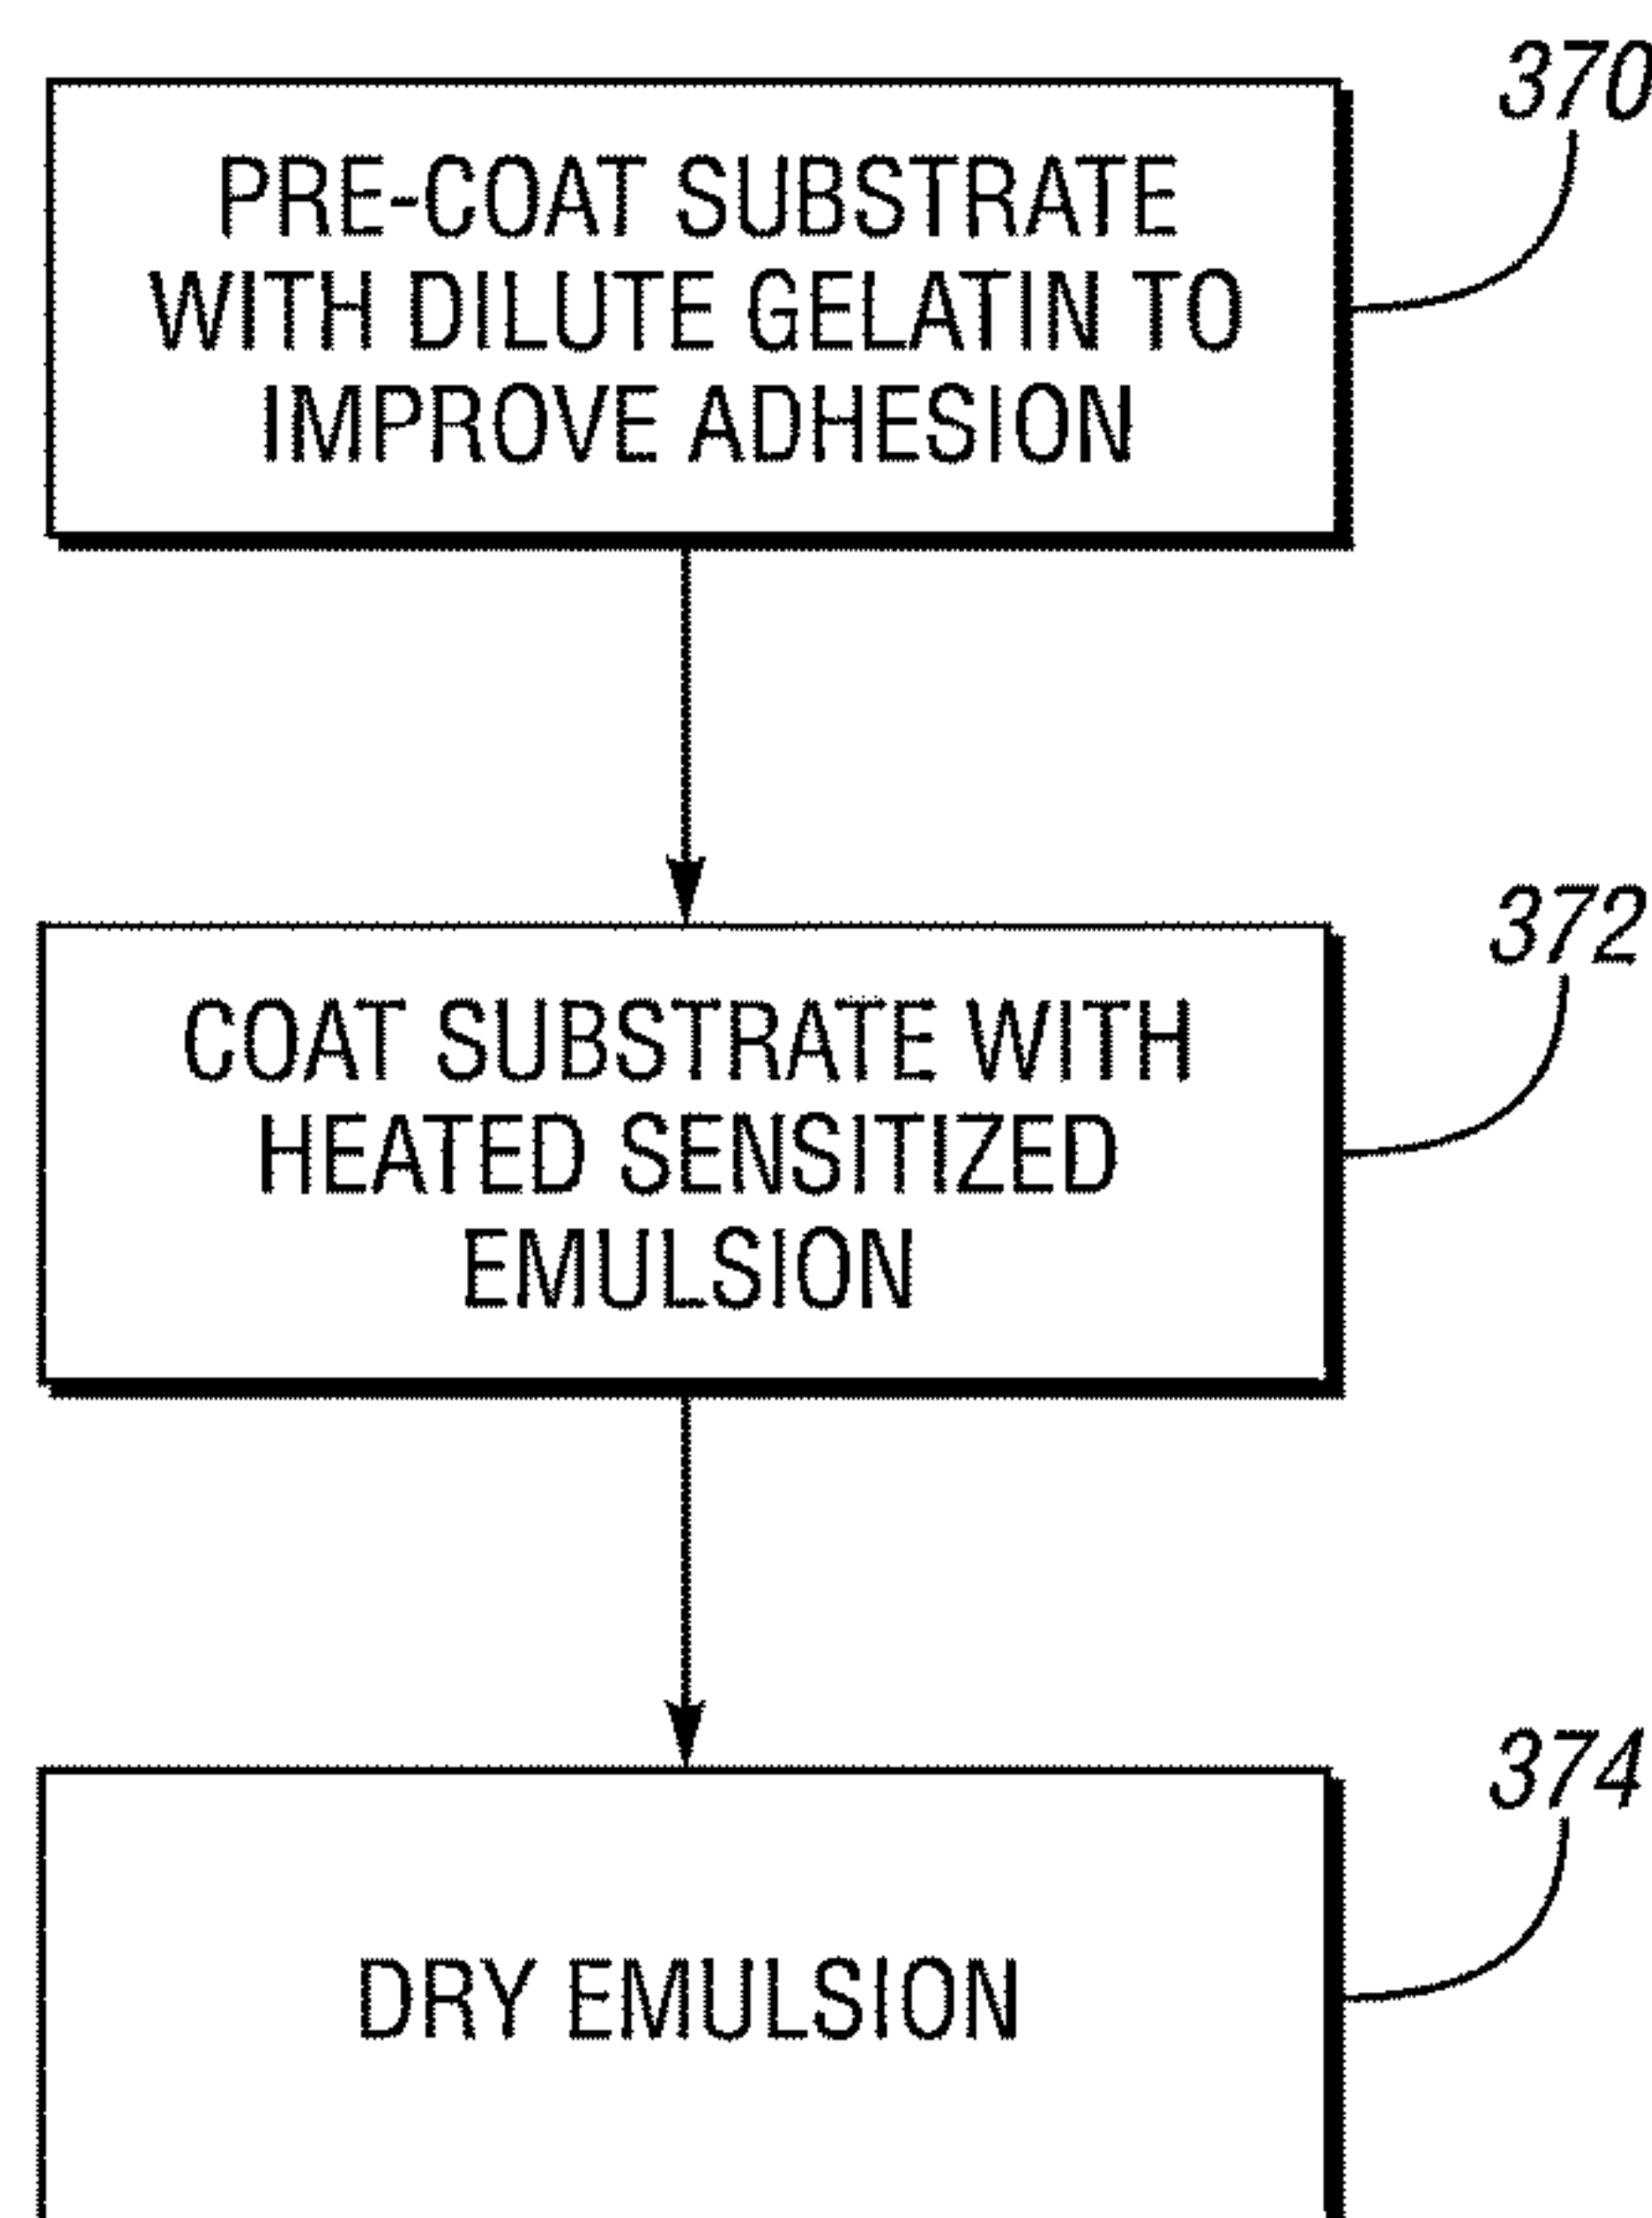 370
PRE-COAT SUBSTRATE
WITH DILUTE GELATIN TO
IMPROVE ADHESION
372
COAT SUBSTRATE WITH
HEATED SENSITIZED
EMULSION
374
DRY EMULSION